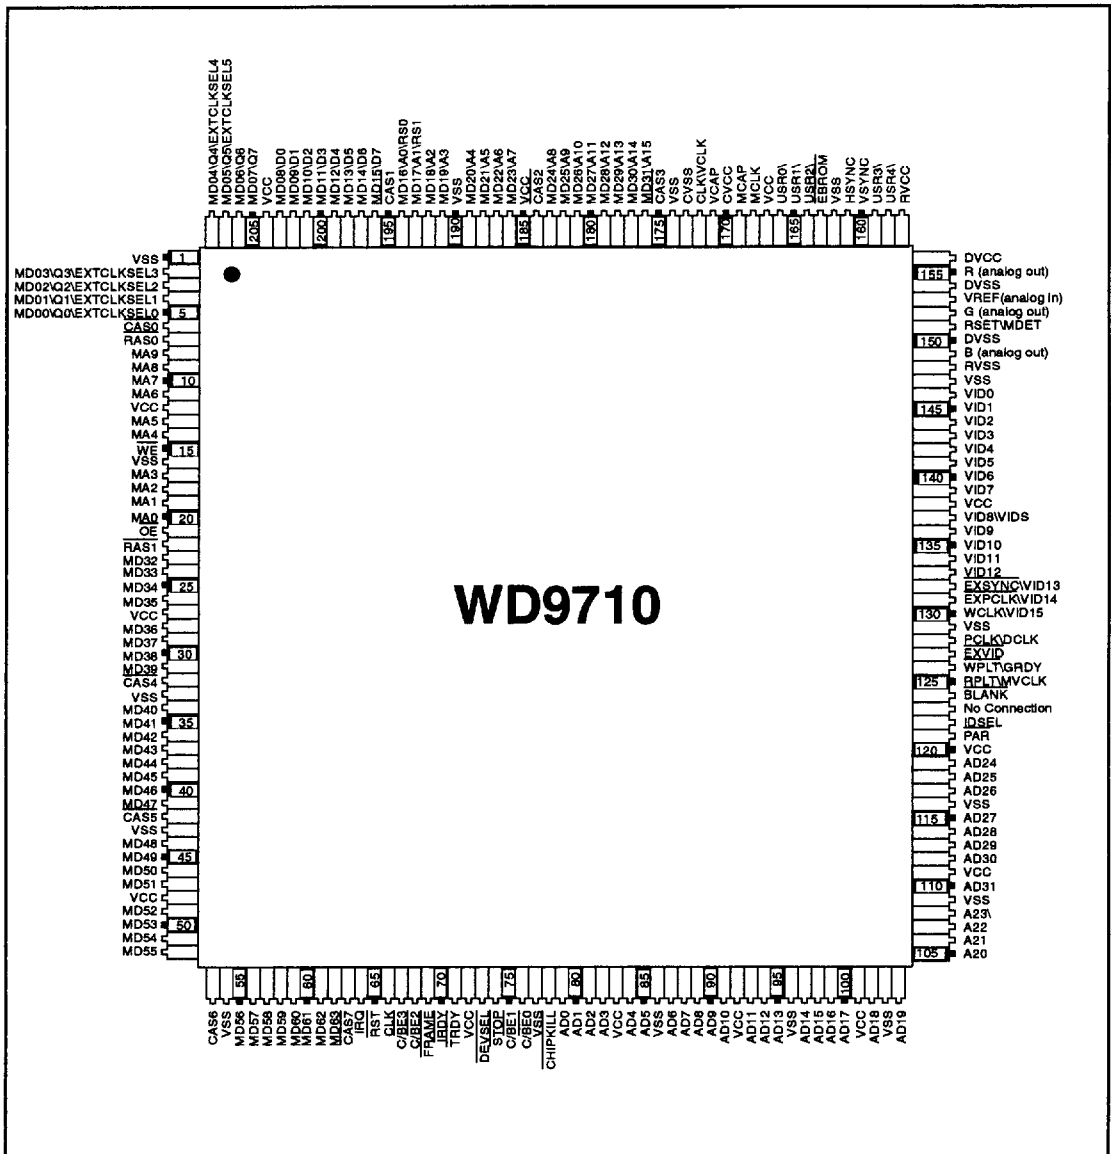 MD04\Q4\EXTCLKSEL4
MD05\Q5\EXTCLKSEL5
MD06\Q6
MD07\Q7
VCC
MD08\D0
MD09\D1
MD10\D2
MD11\D3
MD12\D4
MD13\D5
MD14\D6
MD15\D7
CAS1
MD16\A0\RS0
MD17\A1\RS1
MD18\A2
MD19\A3
VSS
MD20\A4
MD21\A5
MD22\A6
MD23\A7
VCC
CAS2
MD24\A8
MD25\A9
MD26\A10
MD27\A11
MD28\A12
MD29\A13
MD30\A14
MD31\A15
CAS3
VSS
CVSS
CLK\VCLK
VCAP
CVCC
MCAP
MCLK
VCC
USR0\
USR1\
USR2\
EBROM
VSS
HSYNC
VSYNC
USR3\
USR4\
RVCC
205
200
195
190
185
180
175
170
165
160
VSS 1
MD03\Q3\EXTCLKSEL3
MD02\Q2\EXTCLKSEL2
MD01\Q1\EXTCLKSEL1
MD00\Q0\EXTCLKSEL0 5
CAS0
RAS0
MA9
MA8
MA7 10
MA6
VCC
MA5
MA4
WE 15
VSS
MA3
MA2
MA1
MA0 20
OE
RAS1
MD32
MD33
MD34 25
MD35
VCC
MD36
MD37
MD38 30
MD39
CAS4
VSS
MD40
MD41 35
MD42
MD43
MD44
MD45
MD46 40
MD47
CAS5
VSS
MD48
MD49 45
MD50
MD51
VCC
MD52
MD53 50
MD54
MD55
WD9710
DVCC
155 R (analog out)
DVSS
VREF(analog in)
G (analog out)
RSET\MDET
150 DVSS
B (analog out)
RVSS
VSS
VID0
145 VID1
VID2
VID3
VID4
VID5
140 VID6
VID7
VCC
VID8\VIDS
VID9
135 VID10
VID11
VID12
EXSYNC\VID13
EXPCLK\VID14
130 WCLK\VID15
VSS
PCLK\DCLK
EXVID
WPLT\GRDY
125 RPLT\MVCLK
BLANK
No Connection
IDSEL
PAR
120 VCC
AD24
AD25
AD26
VSS
115 AD27
AD28
AD29
AD30
VCC
110 AD31
VSS
A23\
A22
A21
105 A20
55
60
65
70
75
80
85
90
95
100
CAS6
VSS
MD56
MD57
MD58
MD59
MD60
MD61
MD62
MD63
CAS7
IRQ
RST
CLK
C/BE3
C/BE2
FRAME
IRDY
TRDY
VCC
DEVSEL
STOP
C/BE1
C/BE0
VSS
CHIPKILL
AD0
AD1
AD2
AD3
VCC
AD4
AD5
VSS
AD6
AD7
AD8
AD9
AD10
VCC
AD11
AD12
AD13
VSS
AD14
AD15
AD16
AD17
VCC
AD18
VSS
AD19